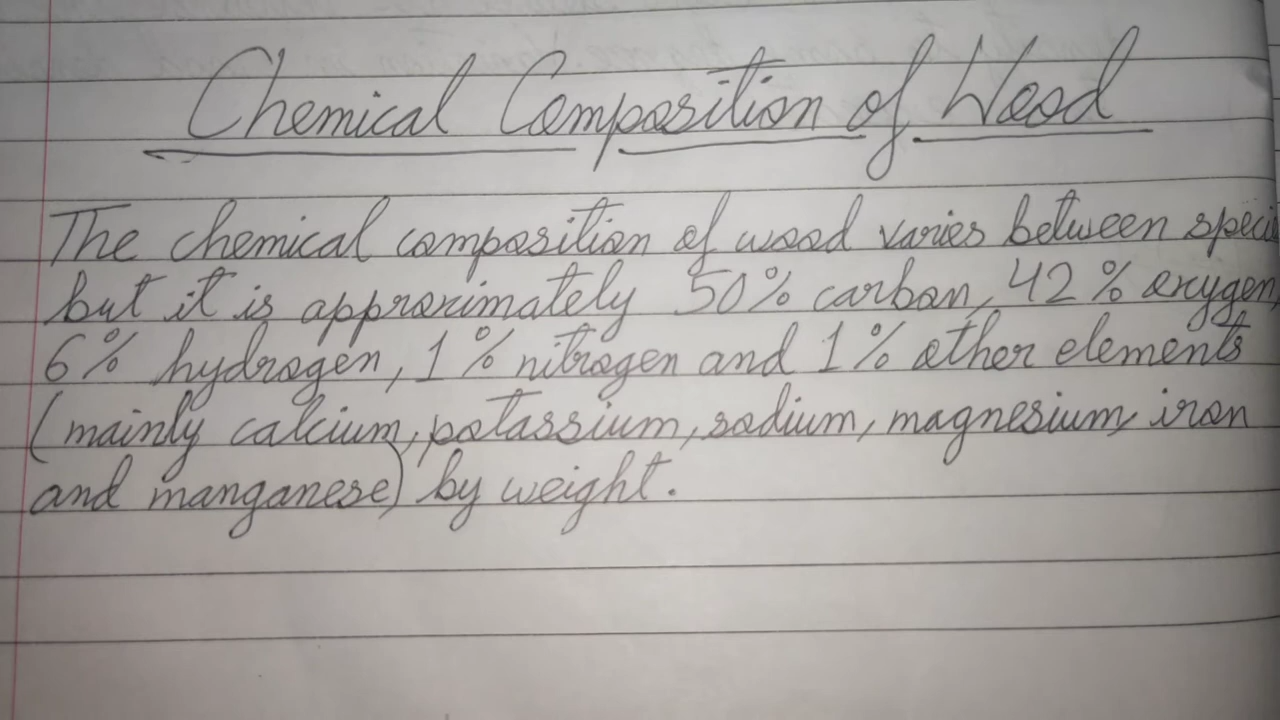 Chemical Composition of Wood
The chemical composition of wood varies between speci
but it is approximately 50% carbon, 42% oxygen,
6% hydrogen, 1% nitrogen and 1% other elements
(mainly calcium, potassium, sodium, magnesium, iron
and manganese) by weight.